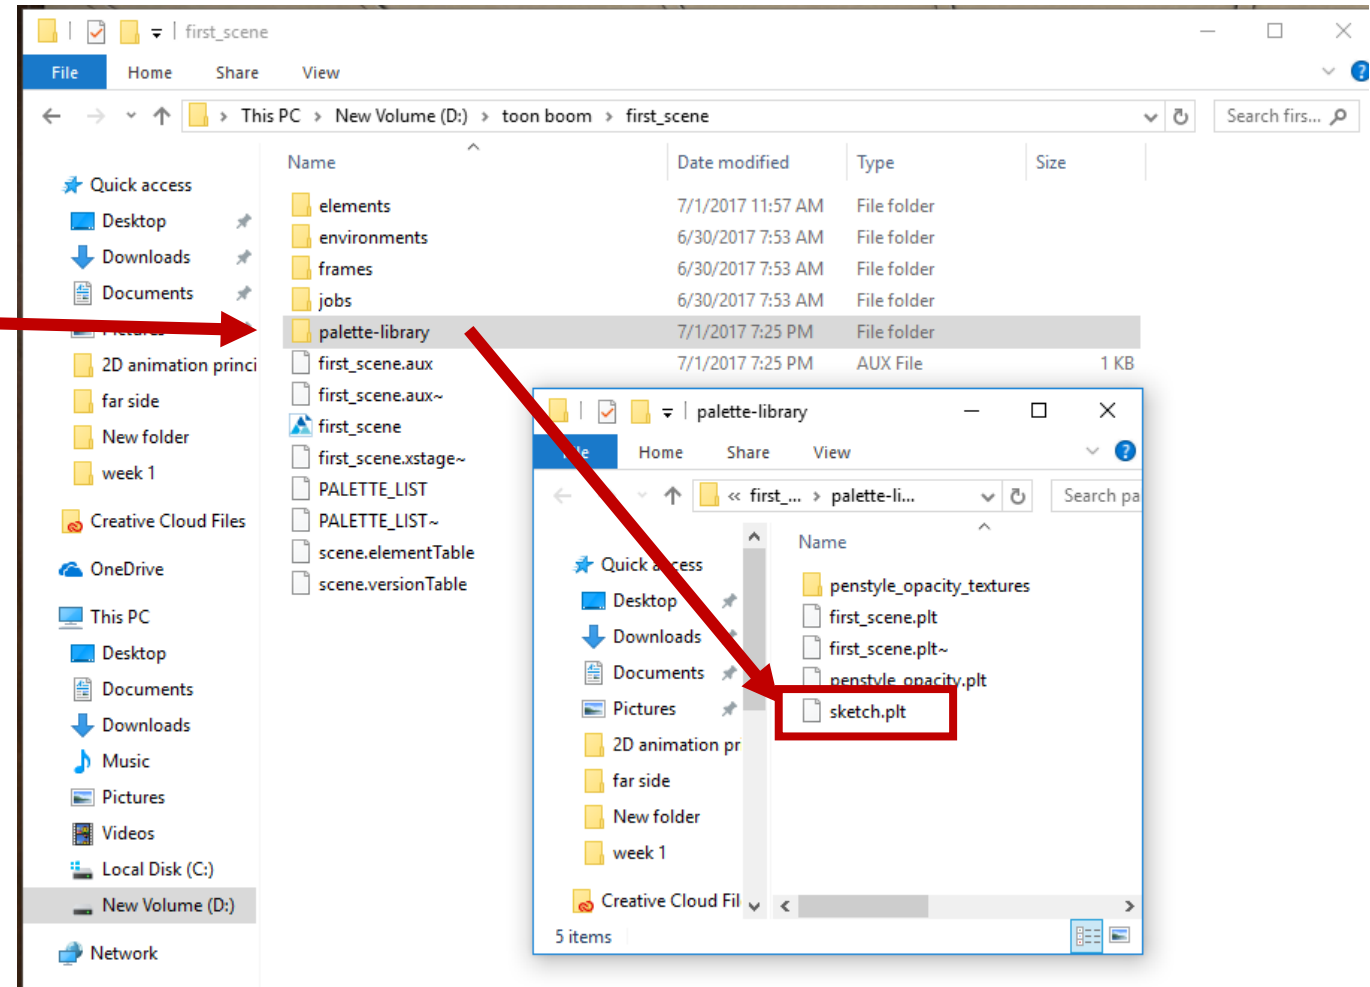 first_scene
File Home Share View
This PC New Volume (D:) toon boom first_scene Search firs...
Name Date modified Type Size
Quick access
Desktop
Downloads
Documents
Pictures
2D animation princi
far side
New folder
week 1
Creative Cloud Files
OneDrive
This PC
Desktop
Documents
Downloads
Music
Pictures
Videos
Local Disk (C:)
New Volume (D:)
Network
elements 7/1/2017 11:57 AM File folder
environments 6/30/2017 7:53 AM File folder
frames 6/30/2017 7:53 AM File folder
jobs 6/30/2017 7:53 AM File folder
palette-library 7/1/2017 7:25 PM File folder
first_scene.aux 7/1/2017 7:25 PM AUX File 1 KB
first_scene.aux~
first_scene
first_scene.xstage~
PALETTE_LIST
PALETTE_LIST~
scene.elementTable
scene.versionTable
palette-library
File Home Share View
« first_... palette-li... Search pa
Name
Quick access
Desktop
Downloads
Documents
Pictures
2D animation pr
far side
New folder
week 1
Creative Cloud Fil
penstyle_opacity_textures
first_scene.plt
first_scene.plt~
penstyle_opacity.plt
sketch.plt
5 items